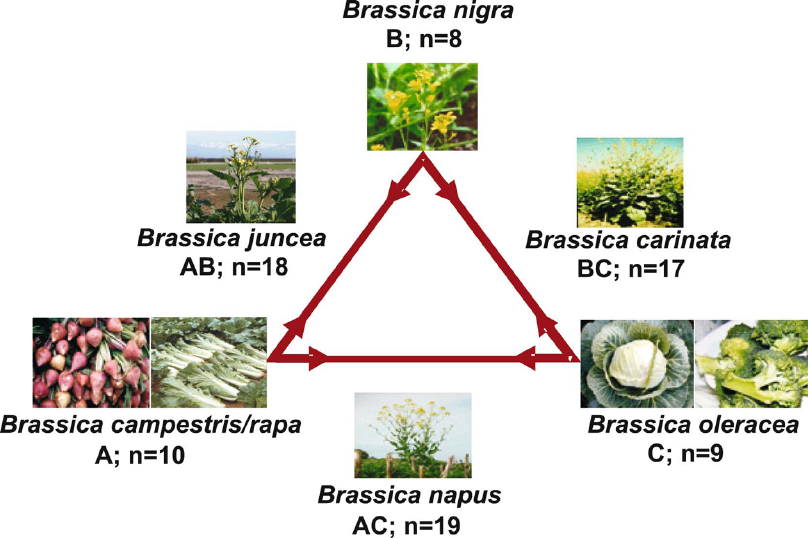 Brassica nigra
B; n=8
Brassica juncea
AB; n=18
Brassica carinata
BC; n=17
Brassica campestris/rapa
A; n=10
Brassica oleracea
C; n=9
Brassica napus
AC; n=19